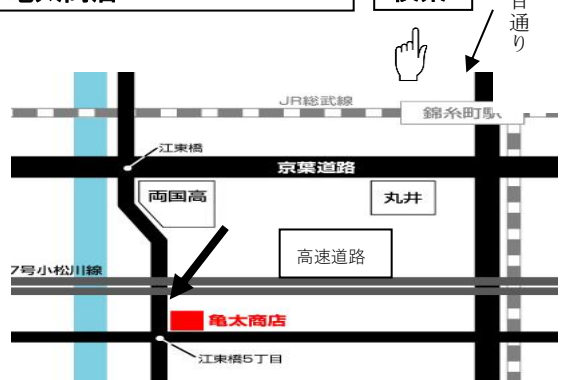 通り
JR総武線
錦糸町駅
江東橋
京葉道路
両国高
丸井
高速道路
7号小松川線
亀太商店
江東橋5丁目